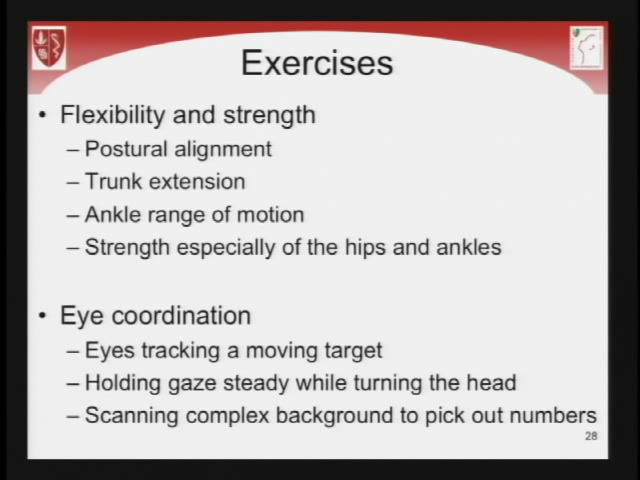 Exercises
• Flexibility and strength
– Postural alignment
– Trunk extension
– Ankle range of motion
– Strength especially of the hips and ankles
• Eye coordination
– Eyes tracking a moving target
– Holding gaze steady while turning the head
– Scanning complex background to pick out numbers
28